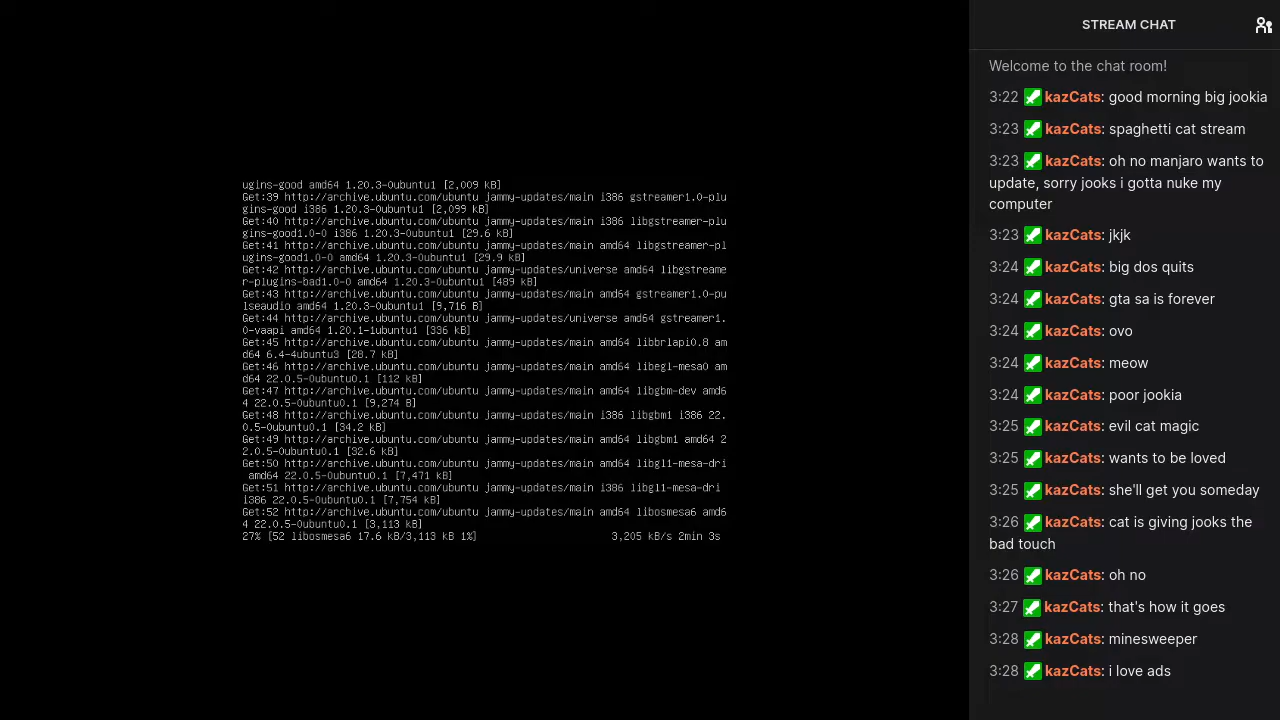 ugins-good amd64 1.20.3-0ubuntu1 [2,009 kB]
Get:39 http://archive.ubuntu.com/ubuntu jammy-updates/main i386 gstreamer1.0-plu
gins-good i386 1.20.3-0ubuntu1 [2,099 kB]
Get:40 http://archive.ubuntu.com/ubuntu jammy-updates/main i386 libgstreamer-plu
gins-good1.0-0 i386 1.20.3-0ubuntu1 [29.6 kB]
Get:41 http://archive.ubuntu.com/ubuntu jammy-updates/main amd64 libgstreamer-pl
ugins-good1.0-0 amd64 1.20.3-0ubuntu1 [29.9 kB]
Get:42 http://archive.ubuntu.com/ubuntu jammy-updates/universe amd64 libgstreame
r-plugins-bad1.0-0 amd64 1.20.3-0ubuntu1 [489 kB]
Get:43 http://archive.ubuntu.com/ubuntu jammy-updates/main amd64 gstreamer1.0-pu
lseaudio amd64 1.20.3-0ubuntu1 [9,716 B]
Get:44 http://archive.ubuntu.com/ubuntu jammy-updates/universe amd64 gstreamer1.
0-vaapi amd64 1.20.1-1ubuntu1 [336 kB]
Get:45 http://archive.ubuntu.com/ubuntu jammy-updates/main amd64 libbrlapi0.8 am
d64 6.4-4ubuntu3 [28.7 kB]
Get:46 http://archive.ubuntu.com/ubuntu jammy-updates/main amd64 libegl-mesa0 am
d64 22.0.5-0ubuntu0.1 [112 kB]
Get:47 http://archive.ubuntu.com/ubuntu jammy-updates/main amd64 libgbm-dev amd6
4 22.0.5-0ubuntu0.1 [9,274 B]
Get:48 http://archive.ubuntu.com/ubuntu jammy-updates/main i386 libgbm1 i386 22.
0.5-0ubuntu0.1 [34.2 kB]
Get:49 http://archive.ubuntu.com/ubuntu jammy-updates/main amd64 libgbm1 amd64 2
2.0.5-0ubuntu0.1 [32.6 kB]
Get:50 http://archive.ubuntu.com/ubuntu jammy-updates/main amd64 libgl1-mesa-dri
 amd64 22.0.5-0ubuntu0.1 [7,471 kB]
Get:51 http://archive.ubuntu.com/ubuntu jammy-updates/main i386 libgl1-mesa-dri
i386 22.0.5-0ubuntu0.1 [7,754 kB]
Get:52 http://archive.ubuntu.com/ubuntu jammy-updates/main amd64 libosmesa6 amd6
4 22.0.5-0ubuntu0.1 [3,113 kB]
27% [52 libosmesa6 17.6 kB/3,113 kB 1%] 3,205 kB/s 2min 3s
STREAM CHAT
Welcome to the chat room!
3:22 kazCats: good morning big jookia
3:23 kazCats: spaghetti cat stream
3:23 kazCats: oh no manjaro wants to
update, sorry jooks i gotta nuke my
computer
3:23 kazCats: jkjk
3:24 kazCats: big dos quits
3:24 kazCats: gta sa is forever
3:24 kazCats: ovo
3:24 kazCats: meow
3:24 kazCats: poor jookia
3:25 kazCats: evil cat magic
3:25 kazCats: wants to be loved
3:25 kazCats: she'll get you someday
3:26 kazCats: cat is giving jooks the
bad touch
3:26 kazCats: oh no
3:27 kazCats: that's how it goes
3:28 kazCats: minesweeper
3:28 kazCats: i love ads